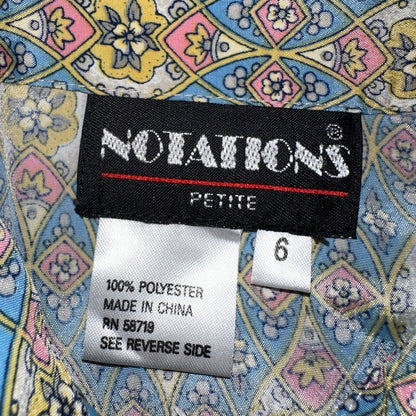 NOTATIONS®
PETITE
6
100% POLYESTER
MADE IN CHINA
RN 58719
SEE REVERSE SIDE